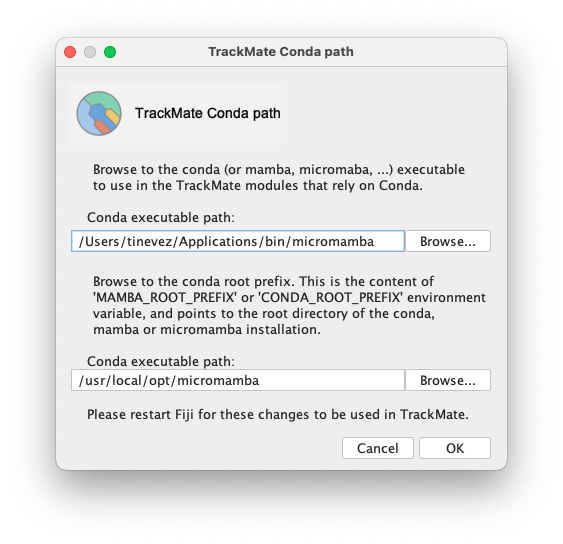 TrackMate Conda path
TrackMate Conda path
Browse to the conda (or mamba, micromaba, ...) executable
to use in the TrackMate modules that rely on Conda.
Conda executable path:
/Users/tinevez/Applications/bin/micromamba
Browse...
Browse to the conda root prefix. This is the content of
'MAMBA_ROOT_PREFIX' or 'CONDA_ROOT_PREFIX' environment
variable, and points to the root directory of the conda,
mamba or micromamba installation.
Conda executable path:
/usr/local/opt/micromamba
Browse...
Please restart Fiji for these changes to be used in TrackMate.
Cancel
OK